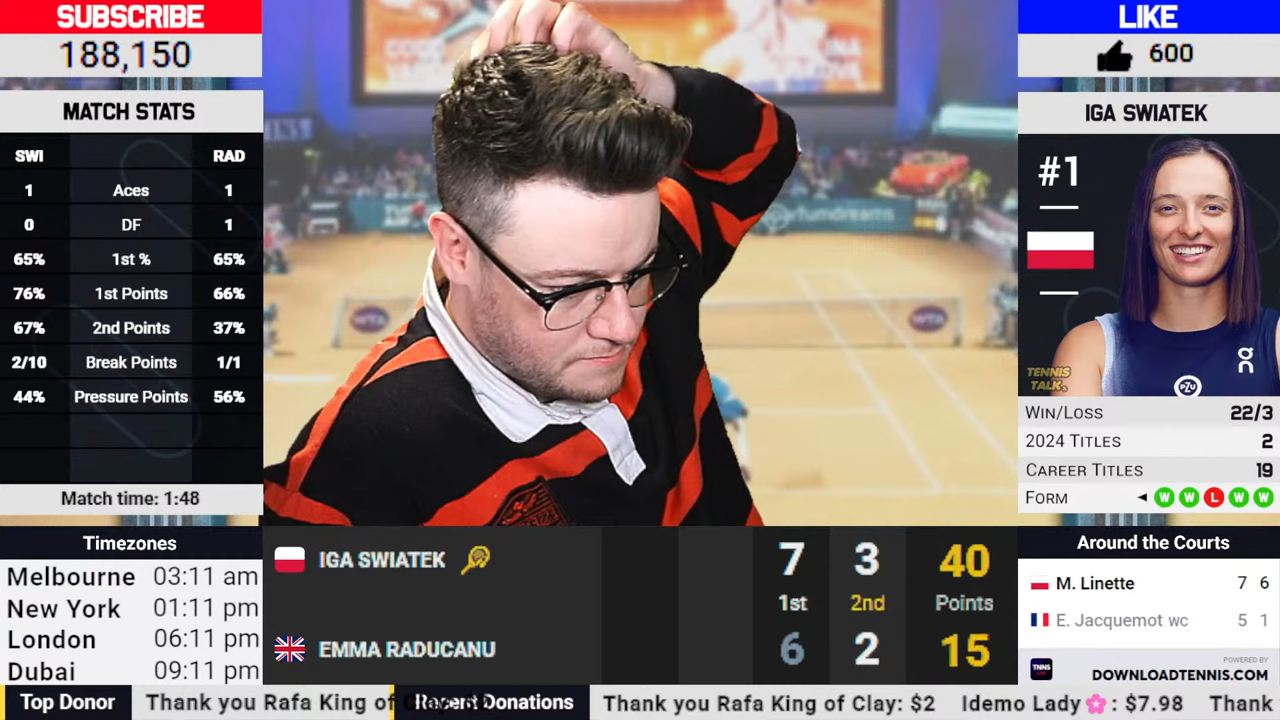 SUBSCRIBE
188,150
MATCH STATS
SWI RAD
1 Aces 1
0 DF 1
65% 1st % 65%
76% 1st Points 66%
67% 2nd Points 37%
2/10 Break Points 1/1
44% Pressure Points 56%
Match time: 1:48
Timezones
Melbourne 03:11 am
New York 01:11 pm
London 06:11 pm
Dubai 09:11 pm
LIKE
600
IGA SWIATEK
#1
PZU
TENNIS
TALK
WIN/LOSS 22/3
2024 TITLES 2
CAREER TITLES 19
FORM W W L W W
IGA SWIATEK 7 3 40
1st 2nd Points
EMMA RADUCANU 6 2 15
Around the Courts
M. Linette 7 6
E. Jacquemot wc 5 1
POWERED BY
TNNS
DOWNLOADTENNIS.COM
Top Donor
Thank you Rafa King of Clay:
Recent Donations
Thank you Rafa King of Clay: $2 Idemo Lady🌸: $7.98 Thank